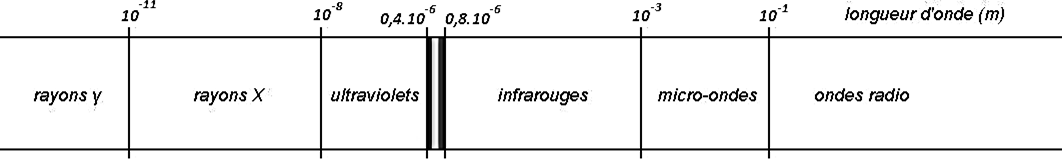 10⁻¹¹ 10⁻⁸ 0,4.10⁻⁶ 0,8.10⁻⁶ 10⁻³ 10⁻¹ longueur d'onde (m)
rayons γ rayons X ultraviolets infrarouges micro-ondes ondes radio